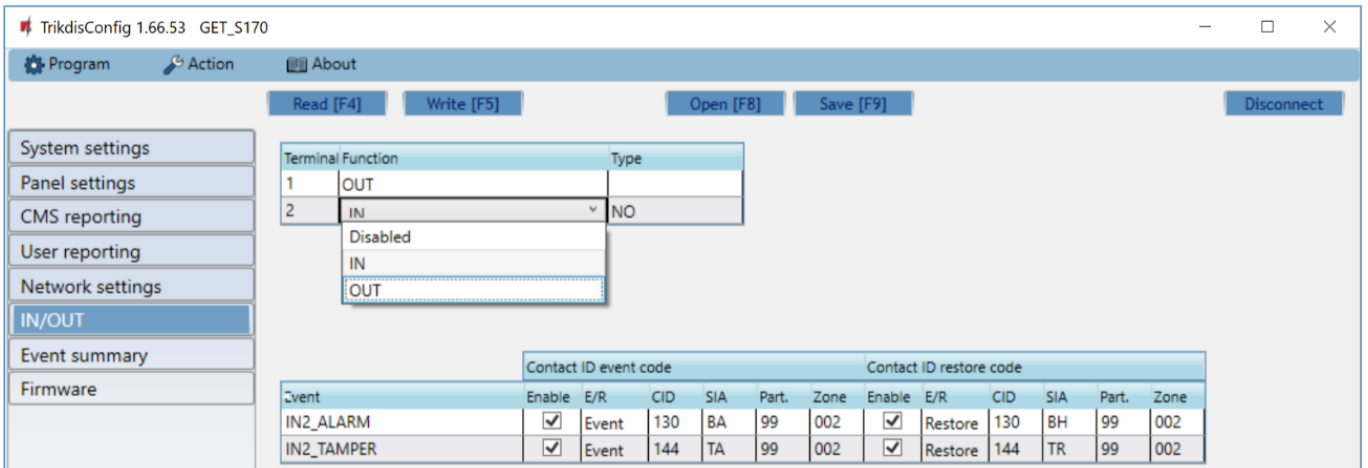 TrikdisConfig 1.66.53 GET_S170
Program Action About
Read [F4] Write [F5] Open [F8] Save [F9] Disconnect
System settings
Panel settings
CMS reporting
User reporting
Network settings
IN/OUT
Event summary
Firmware
Terminal Function Type
1 OUT
2 IN NO
Disabled
IN
OUT
Contact ID event code Contact ID restore code
Event Enable E/R CID SIA Part. Zone Enable E/R CID SIA Part. Zone
IN2_ALARM Event 130 BA 99 002 Restore 130 BH 99 002
IN2_TAMPER Event 144 TA 99 002 Restore 144 TR 99 002